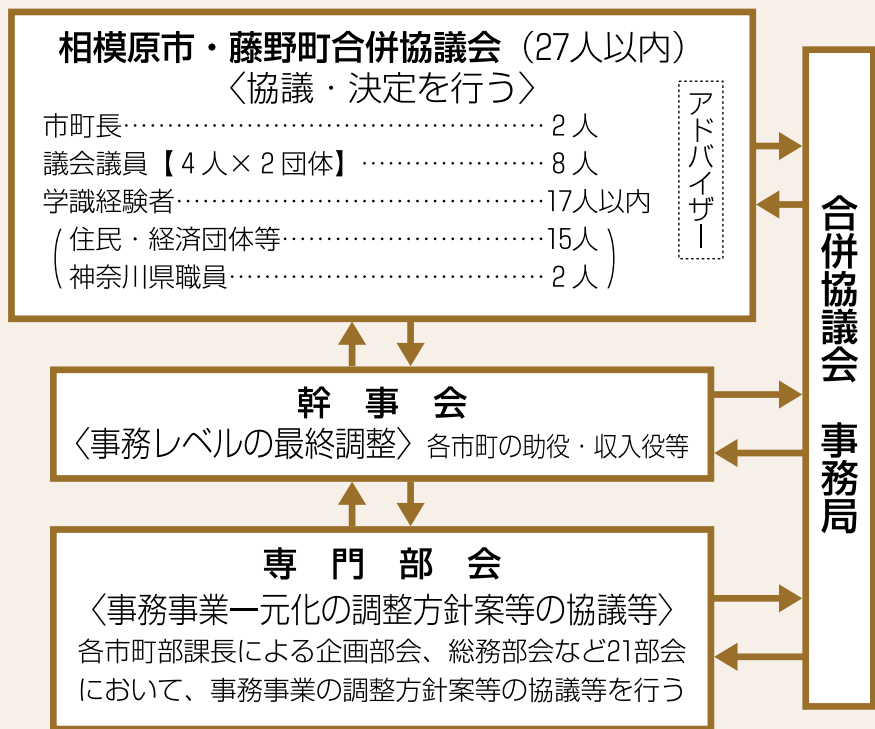 相模原市・藤野町合併協議会（27人以内）
〈協議・決定を行う〉
市町長…………………………………………… 2 人
議会議員【 4 人× 2 団体】 …………………… 8 人
学識経験者……………………………………17人以内
（ 住民・経済団体等……………………………15人 ）
（ 神奈川県職員………………………………… 2 人 ）
アドバイザー
幹　事　会
〈事務レベルの最終調整〉 各市町の助役・収入役等
専　門　部　会
〈事務事業一元化の調整方針案等の協議等〉
各市町部課長による企画部会、総務部会など21部会
において、事務事業の調整方針案等の協議等を行う
合併協議会　事務局